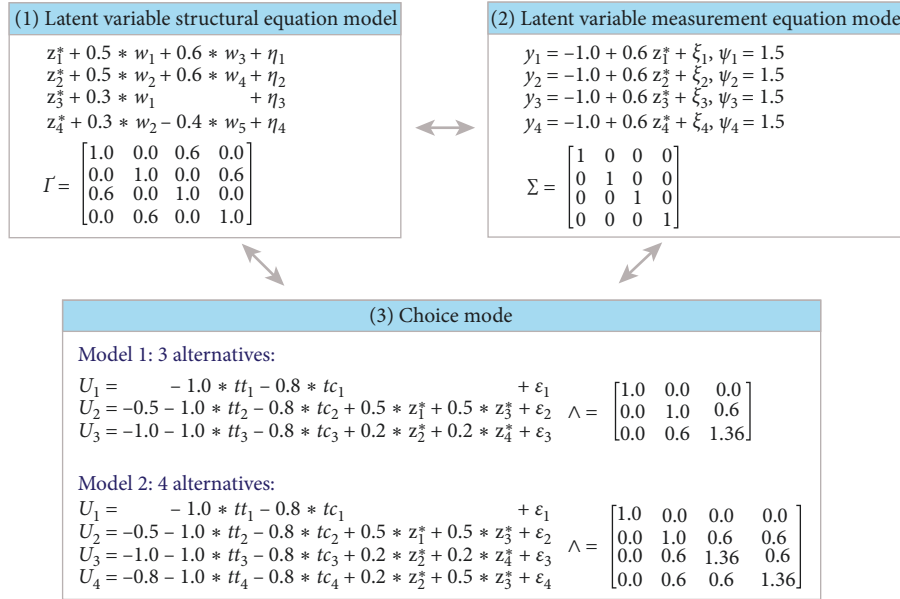 (1) Latent variable structural equation model
z₁* + 0.5 * w₁ + 0.6 * w₃ + η₁
z₂* + 0.5 * w₂ + 0.6 * w₄ + η₂
z₃* + 0.3 * w₁ + η₃
z₄* + 0.3 * w₂ – 0.4 * w₅ + η₄
Γ =
1.0 0.0 0.6 0.0
0.0 1.0 0.0 0.6
0.6 0.0 1.0 0.0
0.0 0.6 0.0 1.0
(2) Latent variable measurement equation mode
y₁ = –1.0 + 0.6 z₁* + ξ₁, ψ₁ = 1.5
y₂ = –1.0 + 0.6 z₂* + ξ₂, ψ₂ = 1.5
y₃ = –1.0 + 0.6 z₃* + ξ₃, ψ₃ = 1.5
y₄ = –1.0 + 0.6 z₄* + ξ₄, ψ₄ = 1.5
Σ =
1 0 0 0
0 1 0 0
0 0 1 0
0 0 0 1
(3) Choice mode
Model 1: 3 alternatives:
U₁ = – 1.0 * tt₁ – 0.8 * tc₁ + ε₁
U₂ = –0.5 – 1.0 * tt₂ – 0.8 * tc₂ + 0.5 * z₁* + 0.5 * z₃* + ε₂
U₃ = –1.0 – 1.0 * tt₃ – 0.8 * tc₃ + 0.2 * z₂* + 0.2 * z₄* + ε₃
∧ =
1.0 0.0 0.0
0.0 1.0 0.6
0.0 0.6 1.36
Model 2: 4 alternatives:
U₁ = – 1.0 * tt₁ – 0.8 * tc₁ + ε₁
U₂ = –0.5 – 1.0 * tt₂ – 0.8 * tc₂ + 0.5 * z₁* + 0.5 * z₃* + ε₂
U₃ = –1.0 – 1.0 * tt₃ – 0.8 * tc₃ + 0.2 * z₂* + 0.2 * z₄* + ε₃
U₄ = –0.8 – 1.0 * tt₄ – 0.8 * tc₄ + 0.2 * z₂* + 0.5 * z₃* + ε₄
∧ =
1.0 0.0 0.0 0.0
0.0 1.0 0.6 0.6
0.0 0.6 1.36 0.6
0.0 0.6 0.6 1.36